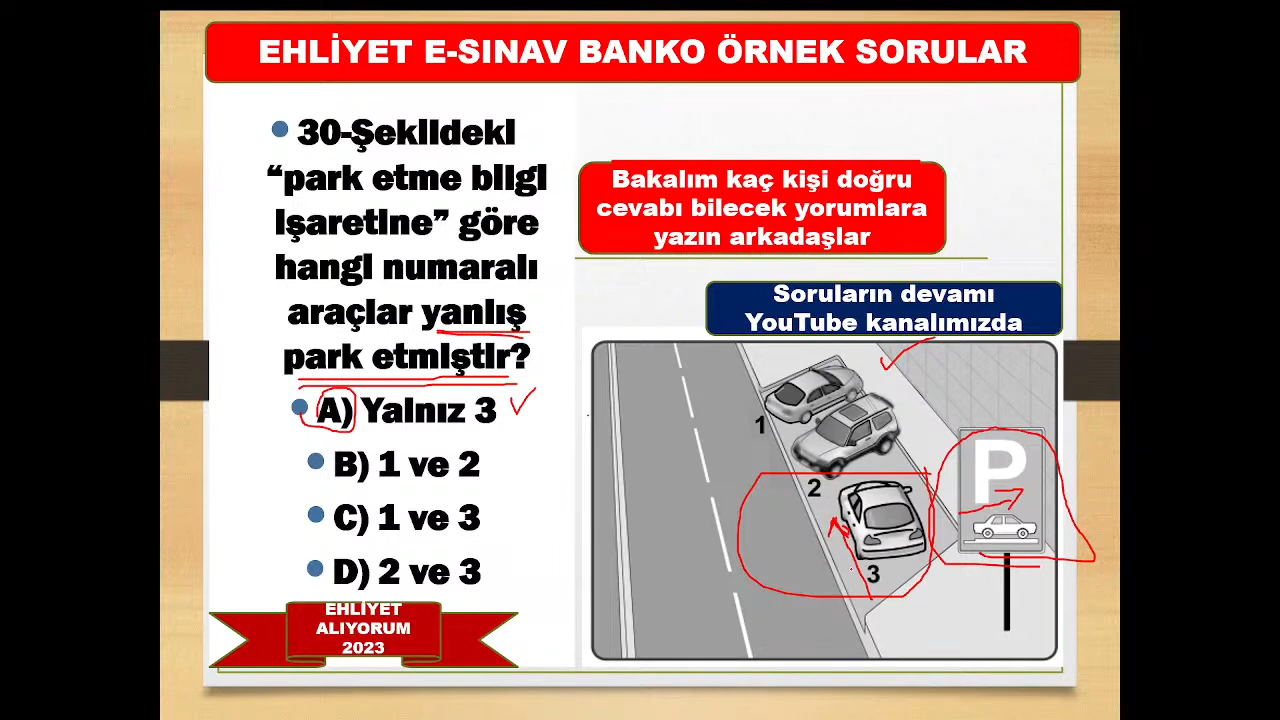 EHLİYET E-SINAV BANKO ÖRNEK SORULAR
30-Şekildeki
“park etme bilgi
işaretine” göre
hangi numaralı
araçlar yanlış
park etmiştir?
A) Yalnız 3
B) 1 ve 2
C) 1 ve 3
D) 2 ve 3
EHLİYET
ALIYORUM
2023
Bakalım kaç kişi doğru
cevabı bilecek yorumlara
yazın arkadaşlar
Soruların devamı
YouTube kanalımızda
1
2
3
P